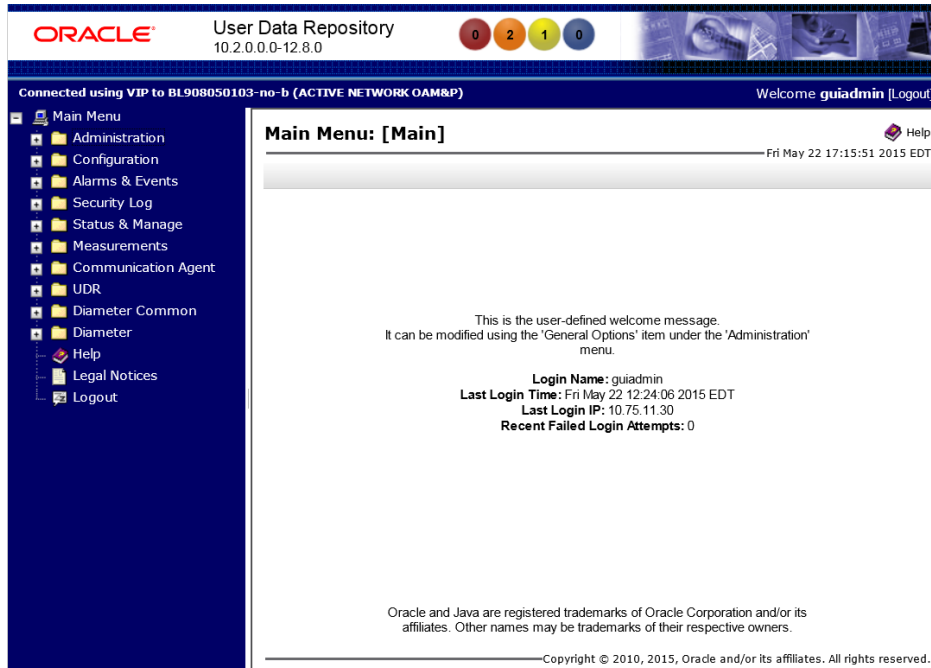 ORACLE®
User Data Repository
10.2.0.0.0-12.8.0
0 2 1 0
Connected using VIP to BL908050103-no-b (ACTIVE NETWORK OAM&P)
Welcome guiadmin [Logout]
Main Menu
Administration
Configuration
Alarms & Events
Security Log
Status & Manage
Measurements
Communication Agent
UDR
Diameter Common
Diameter
Help
Legal Notices
Logout
Main Menu: [Main]
Help
Fri May 22 17:15:51 2015 EDT
This is the user-defined welcome message.
It can be modified using the 'General Options' item under the 'Administration'
menu.
Login Name: guiadmin
Last Login Time: Fri May 22 12:24:06 2015 EDT
Last Login IP: 10.75.11.30
Recent Failed Login Attempts: 0
Oracle and Java are registered trademarks of Oracle Corporation and/or its
affiliates. Other names may be trademarks of their respective owners.
Copyright © 2010, 2015, Oracle and/or its affiliates. All rights reserved.